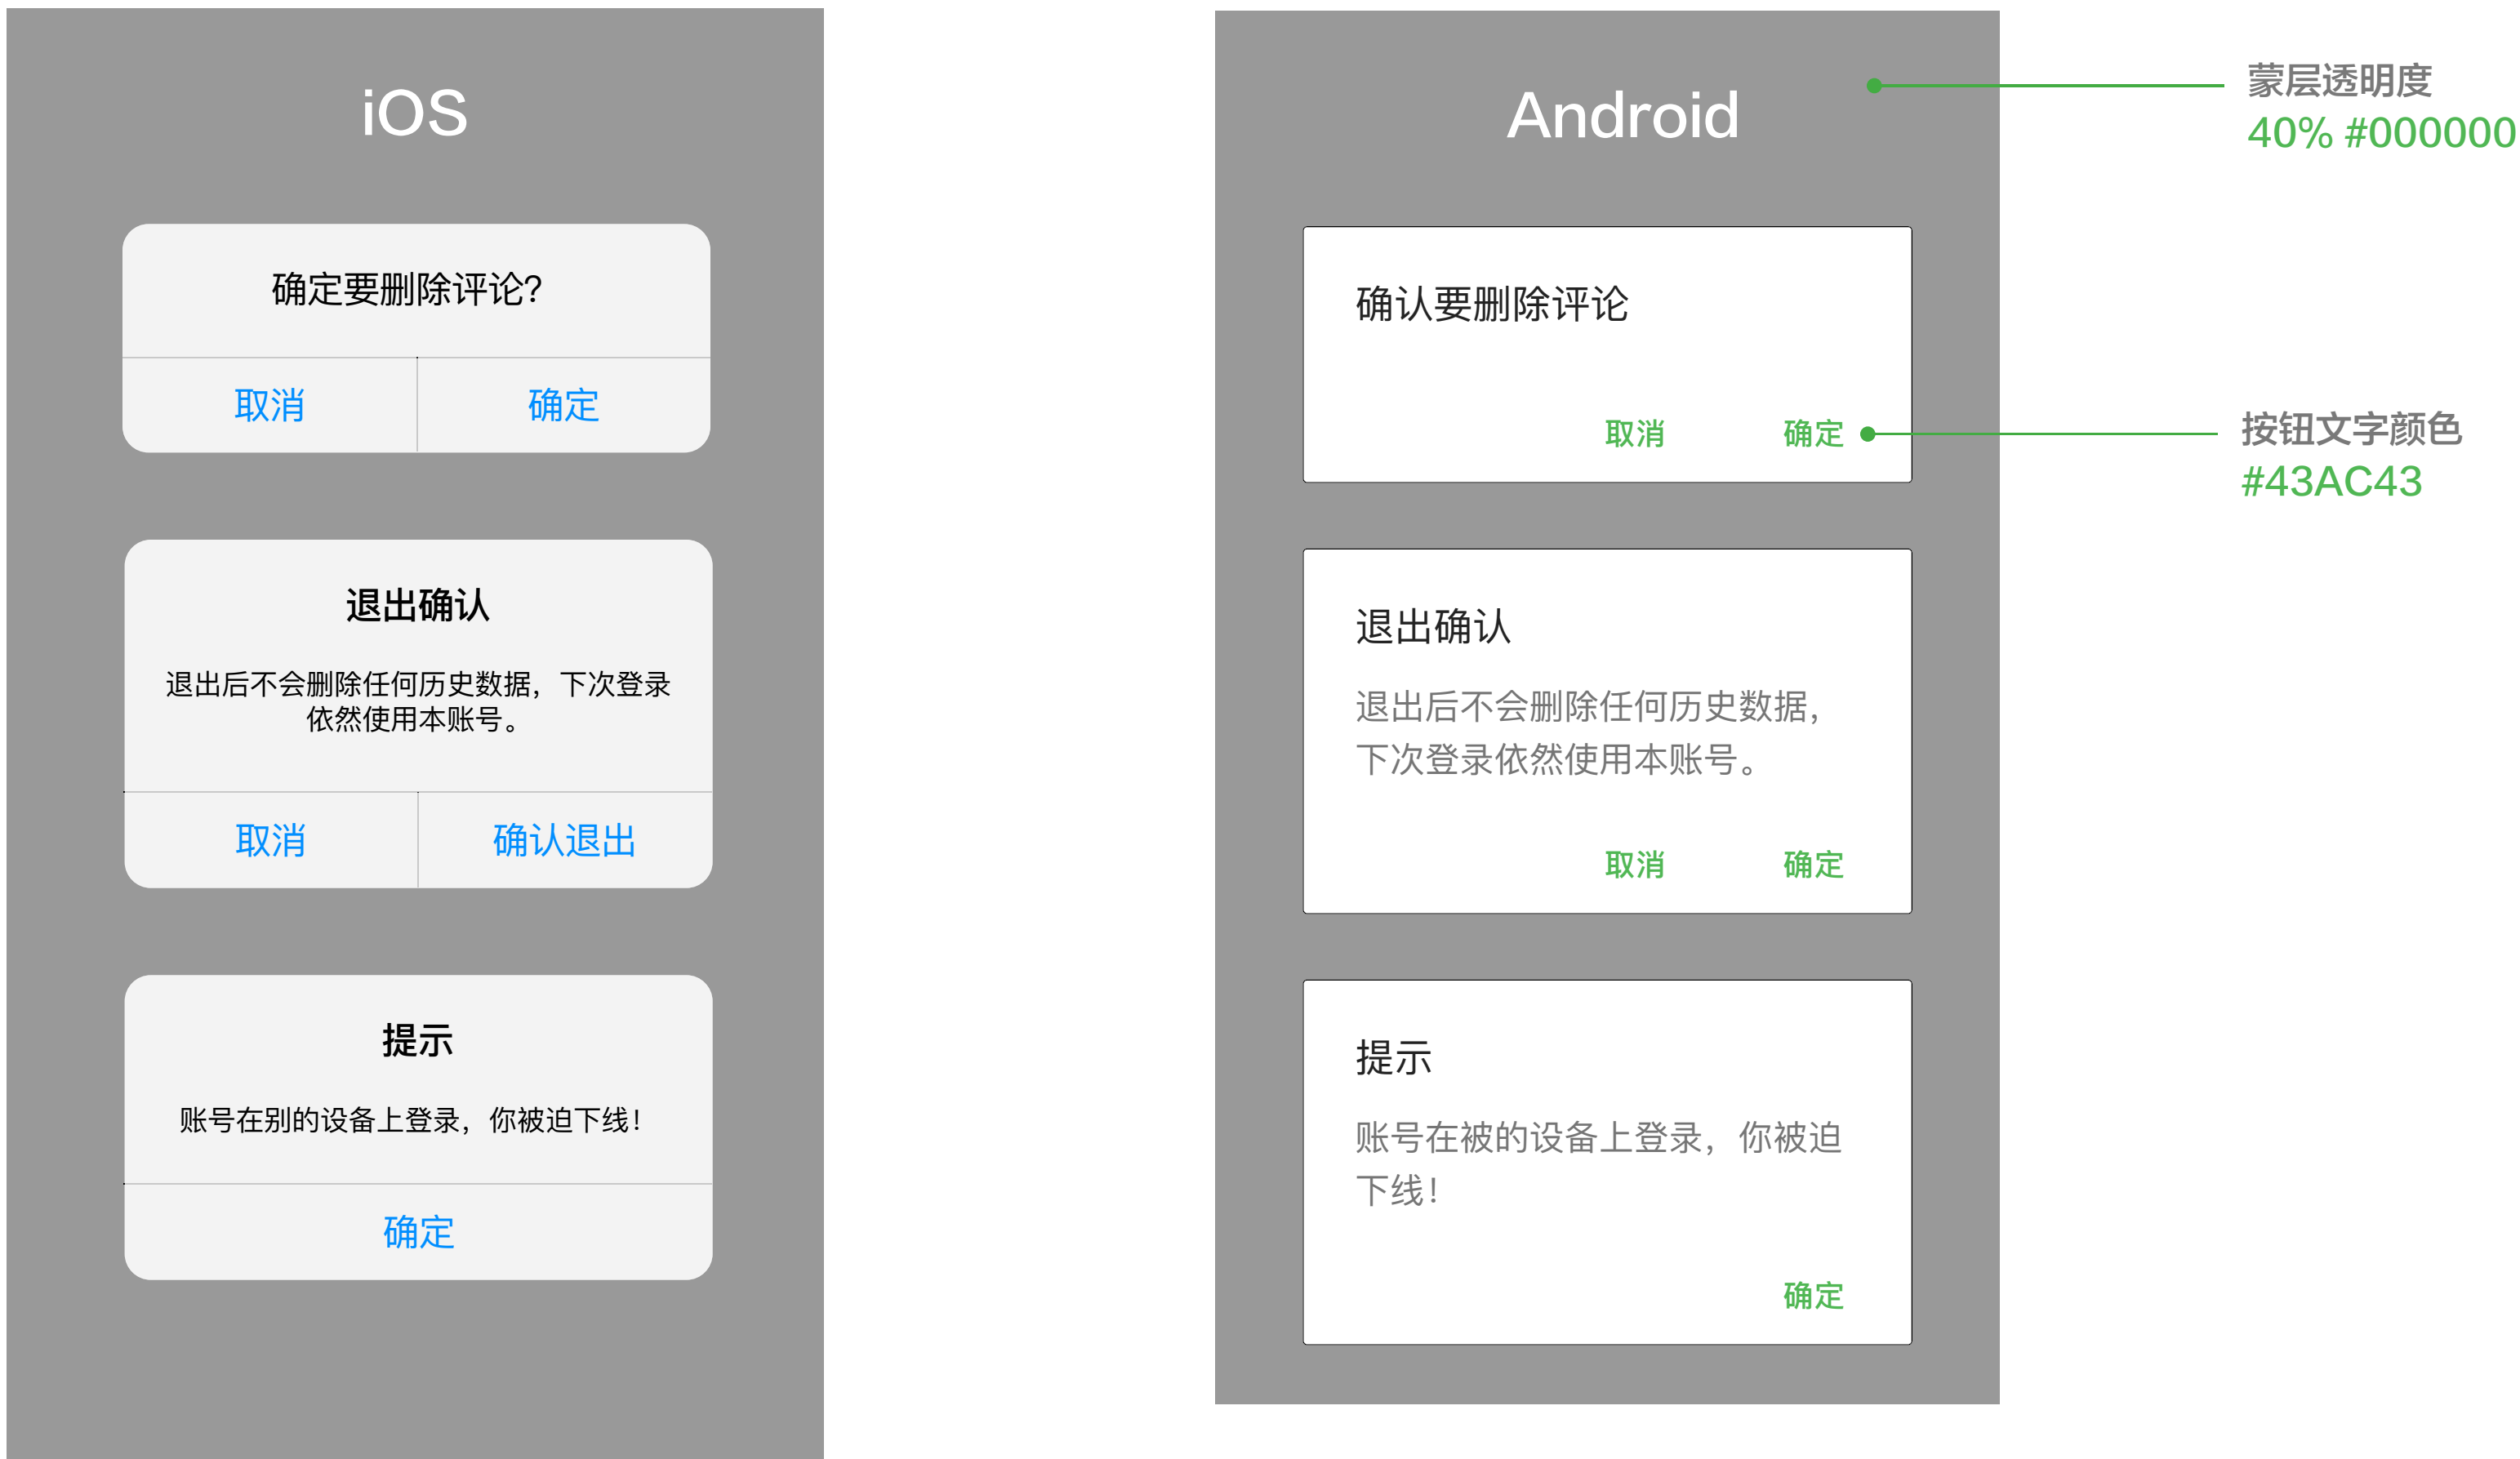 iOS
确定要删除评论?
取消
确定
退出确认
退出后不会删除任何历史数据，下次登录
依然使用本账号。
取消
确认退出
提示
账号在别的设备上登录，你被迫下线！
确定
Android
确认要删除评论
取消
确定
退出确认
退出后不会删除任何历史数据，
下次登录依然使用本账号。
取消
确定
提示
账号在被的设备上登录，你被迫
下线！
确定
蒙层透明度
40% #000000
按钮文字颜色
#43AC43